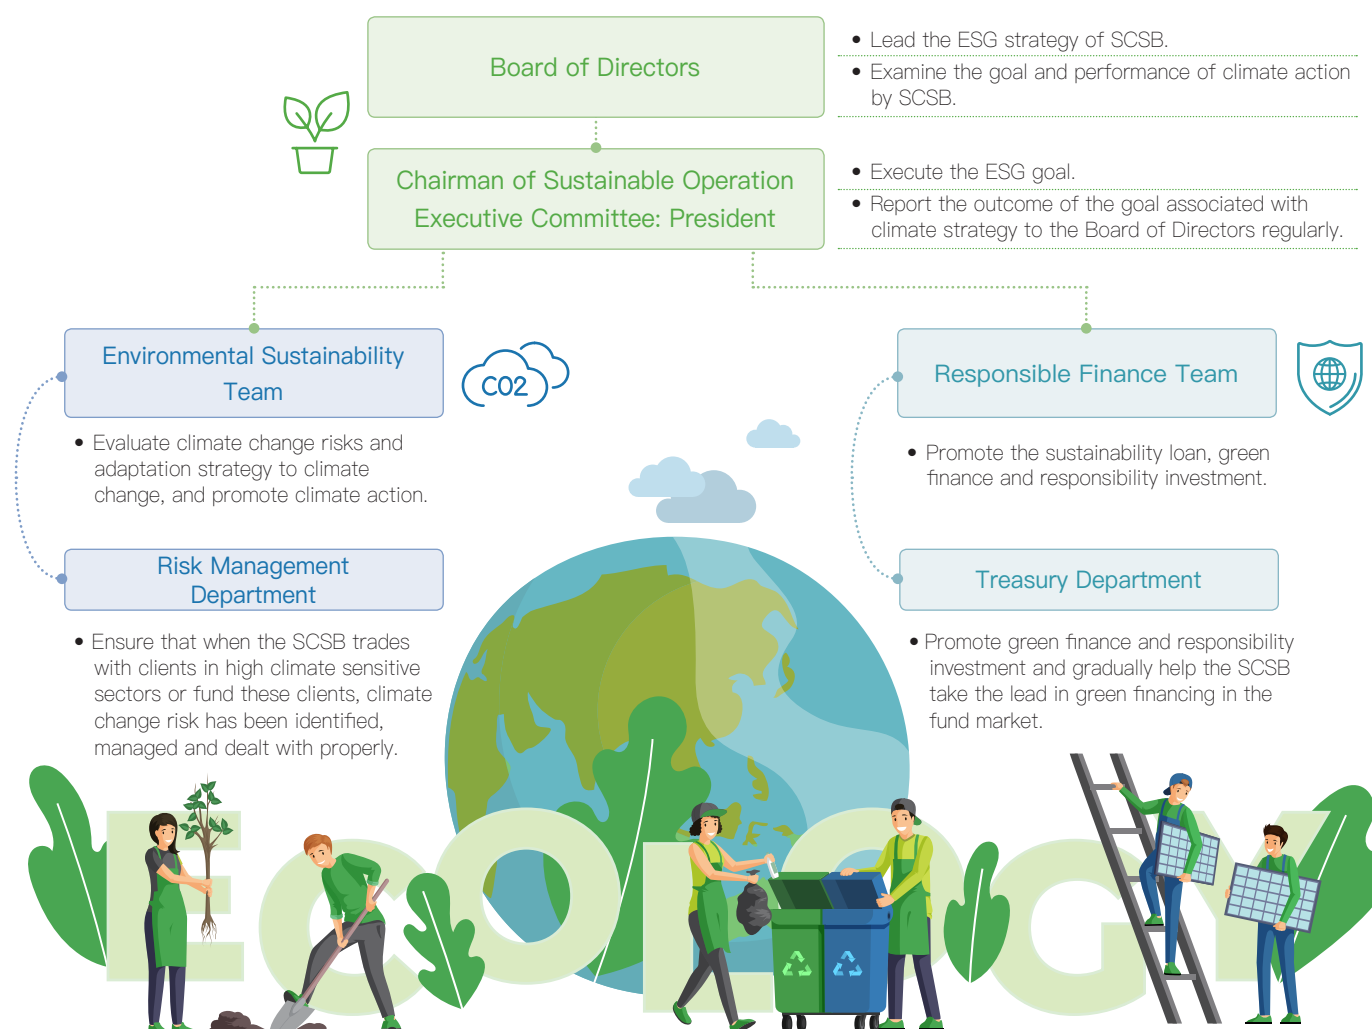 Board of Directors
• Lead the ESG strategy of SCSB.
• Examine the goal and performance of climate action
by SCSB.
Chairman of Sustainable Operation
Executive Committee: President
• Execute the ESG goal.
• Report the outcome of the goal associated with
climate strategy to the Board of Directors regularly.
Environmental Sustainability
Team
CO2
• Evaluate climate change risks and
adaptation strategy to climate
change, and promote climate action.
Risk Management
Department
• Ensure that when the SCSB trades
with clients in high climate sensitive
sectors or fund these clients, climate
change risk has been identified,
managed and dealt with properly.
Responsible Finance Team
• Promote the sustainability loan, green
finance and responsibility investment.
Treasury Department
• Promote green finance and responsibility
investment and gradually help the SCSB
take the lead in green financing in the
fund market.
ECOLOGY